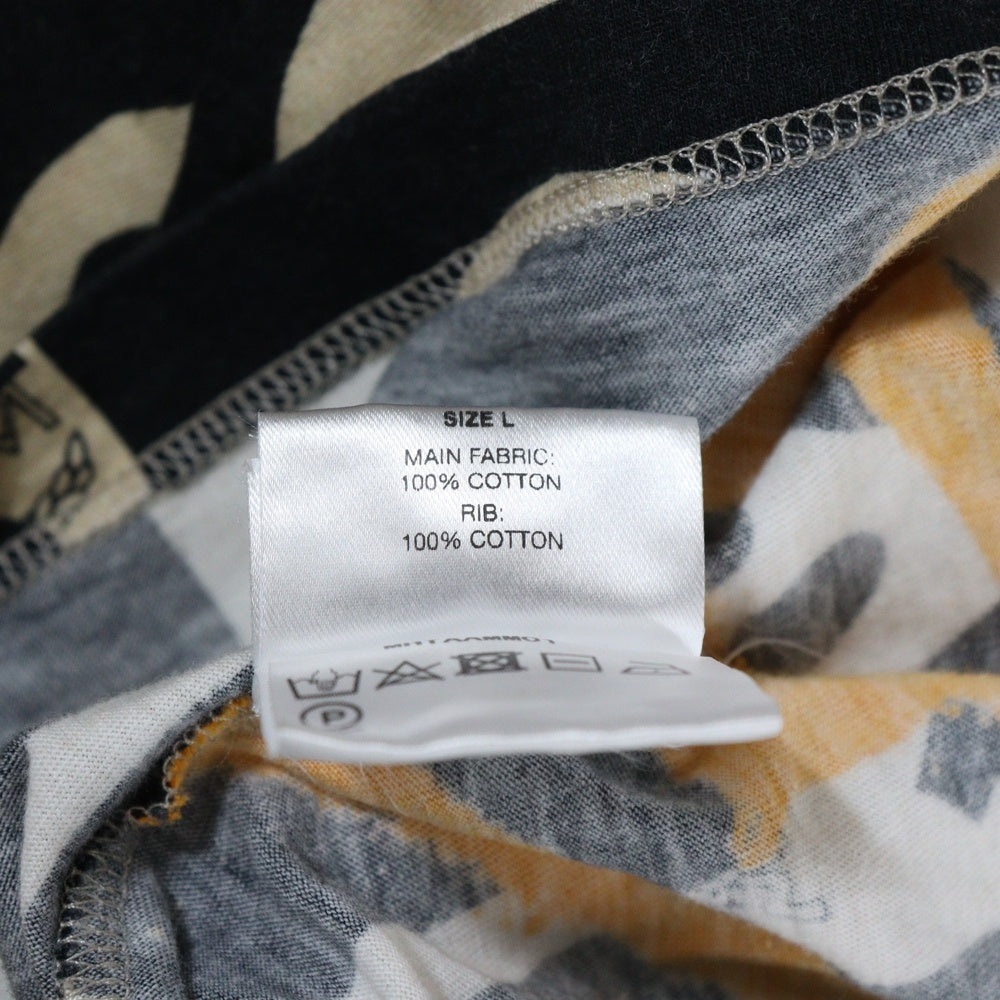 SIZE L
MAIN FABRIC:
100% COTTON
RIB:
100% COTTON
P